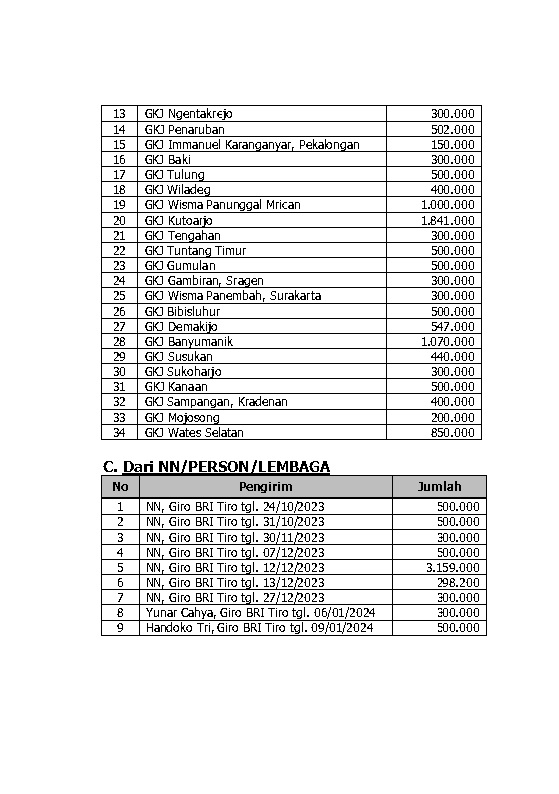 13 GKJ Ngentakrejo 300.000
14 GKJ Penaruban 502.000
15 GKJ Immanuel Karanganyar, Pekalongan 150.000
16 GKJ Baki 300.000
17 GKJ Tulung 500.000
18 GKJ Wiladeg 400.000
19 GKJ Wisma Panunggal Mrican 1.000.000
20 GKJ Kutoarjo 1.841.000
21 GKJ Tengahan 300.000
22 GKJ Tuntang Timur 500.000
23 GKJ Gumulan 500.000
24 GKJ Gambiran, Sragen 300.000
25 GKJ Wisma Panembah, Surakarta 300.000
26 GKJ Bibisluhur 500.000
27 GKJ Demakijo 547.000
28 GKJ Banyumanik 1.070.000
29 GKJ Susukan 440.000
30 GKJ Sukoharjo 300.000
31 GKJ Kanaan 500.000
32 GKJ Sampangan, Kradenan 400.000
33 GKJ Mojosong 200.000
34 GKJ Wates Selatan 850.000
C. Dari NN/PERSON/LEMBAGA
No Pengirim Jumlah
1 NN, Giro BRI Tiro tgl. 24/10/2023 500.000
2 NN, Giro BRI Tiro tgl. 31/10/2023 500.000
3 NN, Giro BRI Tiro tgl. 30/11/2023 300.000
4 NN, Giro BRI Tiro tgl. 07/12/2023 500.000
5 NN, Giro BRI Tiro tgl. 12/12/2023 3.159.000
6 NN, Giro BRI Tiro tgl. 13/12/2023 298.200
7 NN, Giro BRI Tiro tgl. 27/12/2023 300.000
8 Yunar Cahya, Giro BRI Tiro tgl. 06/01/2024 300.000
9 Handoko Tri, Giro BRI Tiro tgl. 09/01/2024 500.000